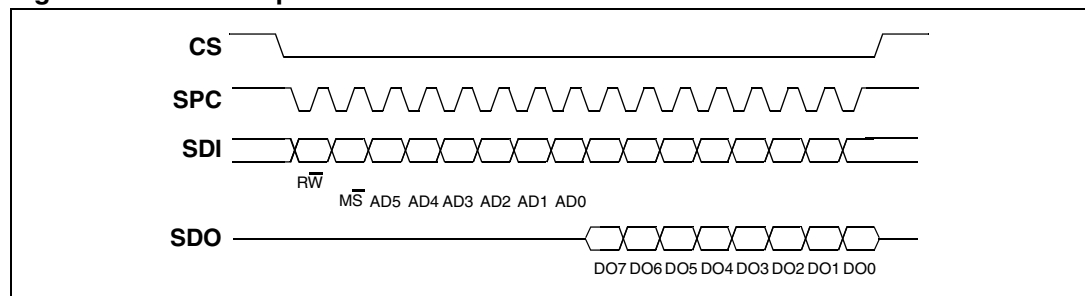 CS
SPC
SDI
RW̅
MS̅ AD5 AD4 AD3 AD2 AD1 AD0
SDO
DO7 DO6 DO5 DO4 DO3 DO2 DO1 DO0